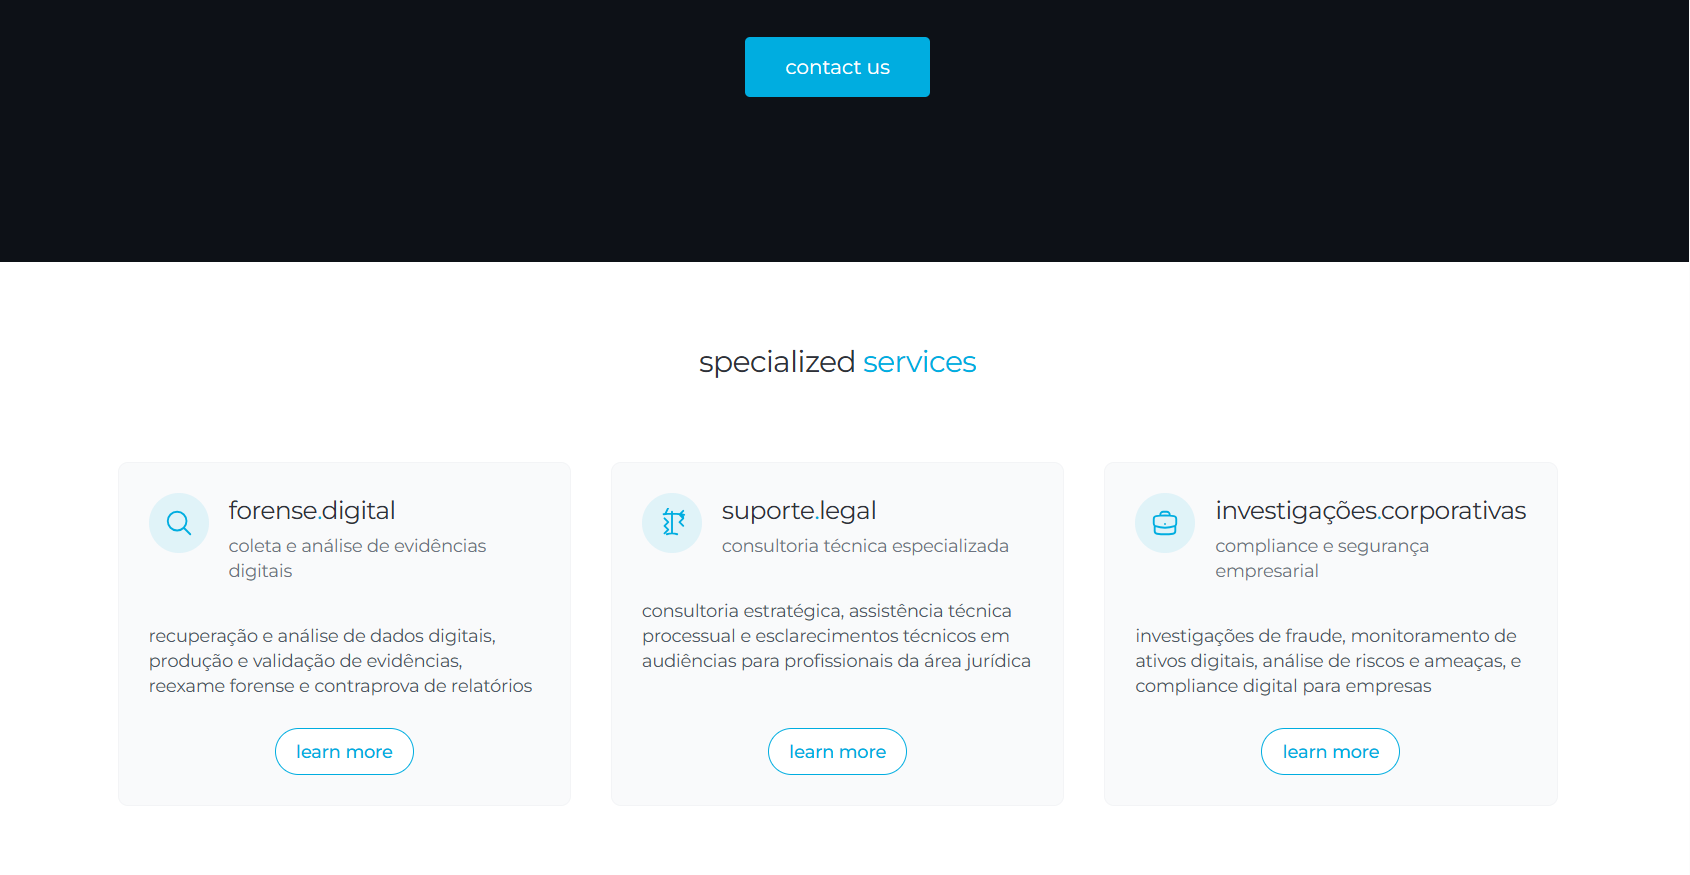 contact us
specialized services
forense.digital
coleta e análise de evidências
digitais
recuperação e análise de dados digitais,
produção e validação de evidências,
reexame forense e contraprova de relatórios
learn more
suporte.legal
consultoria técnica especializada
consultoria estratégica, assistência técnica
processual e esclarecimentos técnicos em
audiências para profissionais da área jurídica
learn more
investigações.corporativas
compliance e segurança
empresarial
investigações de fraude, monitoramento de
ativos digitais, análise de riscos e ameaças, e
compliance digital para empresas
learn more